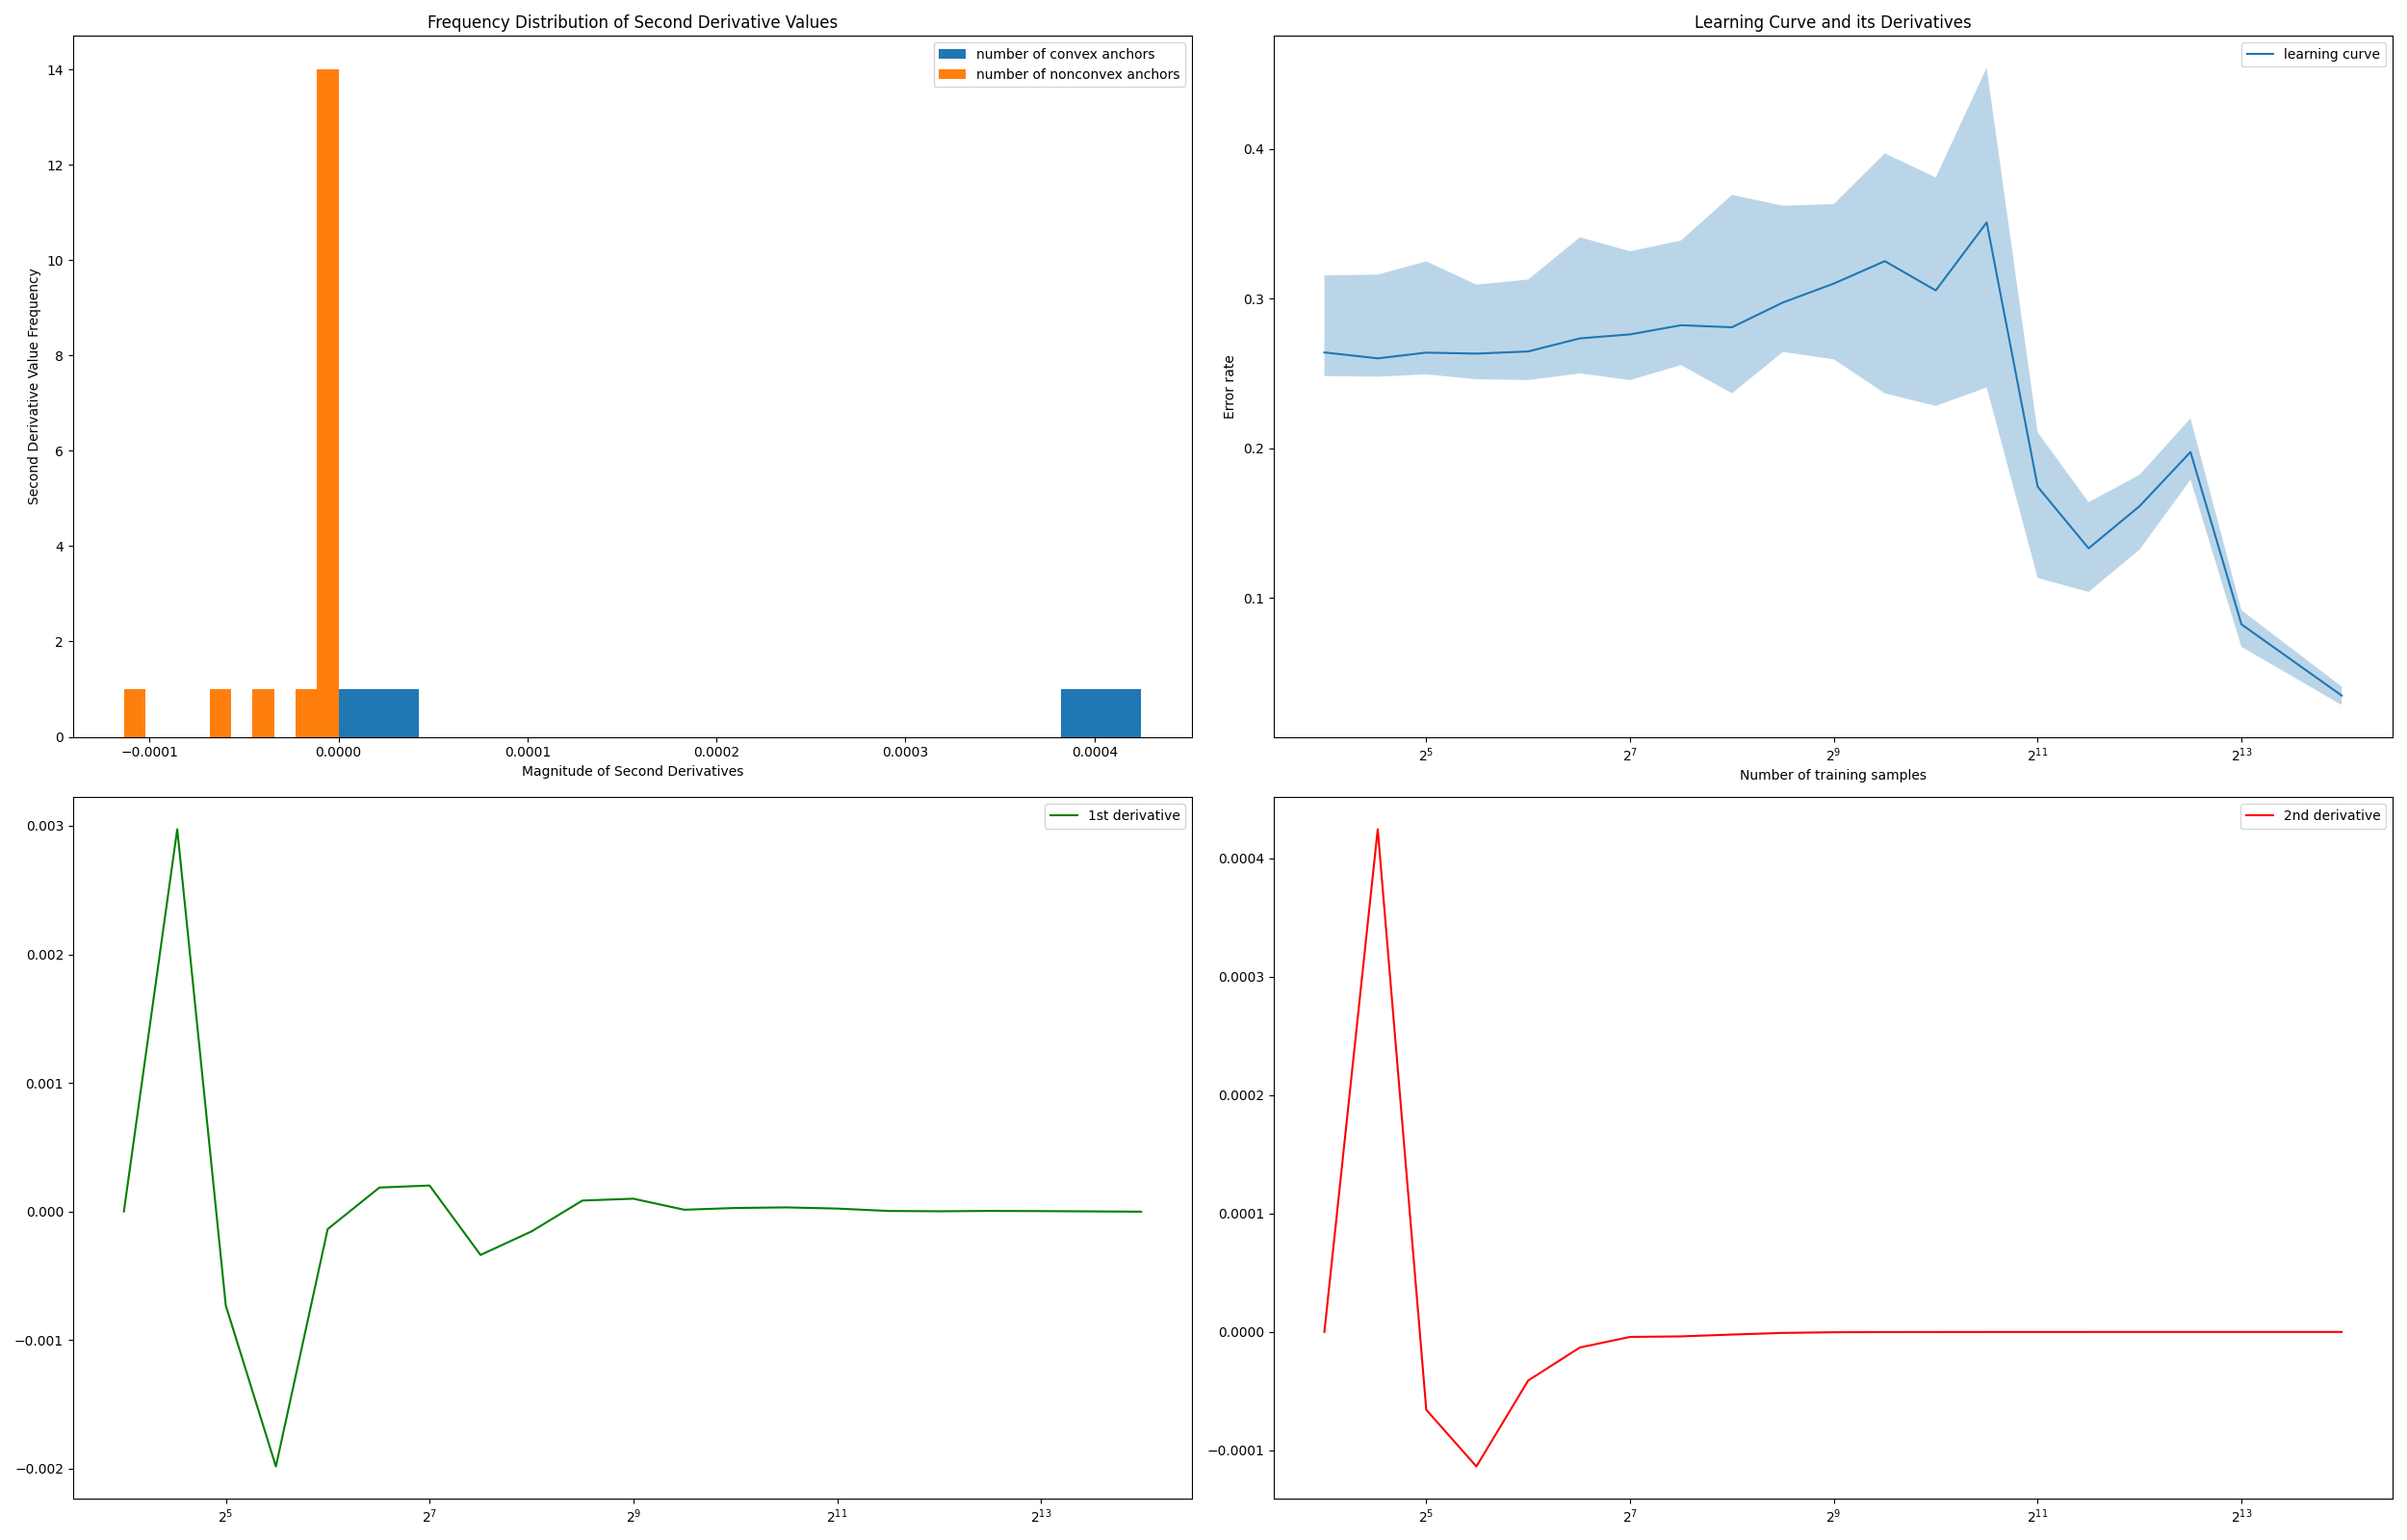 Frequency Distribution of Second Derivative Values
number of convex anchors
number of nonconvex anchors
14
12
10
8
6
4
2
0
Second Derivative Value Frequency
−0.0001 0.0000 0.0001 0.0002 0.0003 0.0004
Magnitude of Second Derivatives
Learning Curve and its Derivatives
learning curve
0.4
0.3
0.2
0.1
Error rate
2^5 2^7 2^9 2^11 2^13
Number of training samples
1st derivative
0.003
0.002
0.001
0.000
−0.001
−0.002
2^5 2^7 2^9 2^11 2^13
2nd derivative
0.0004
0.0003
0.0002
0.0001
0.0000
−0.0001
2^5 2^7 2^9 2^11 2^13